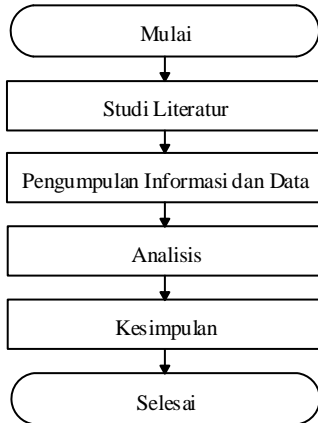 Mulai
Studi Literatur
Pengumpulan Informasi dan Data
Analisis
Kesimpulan
Selesai